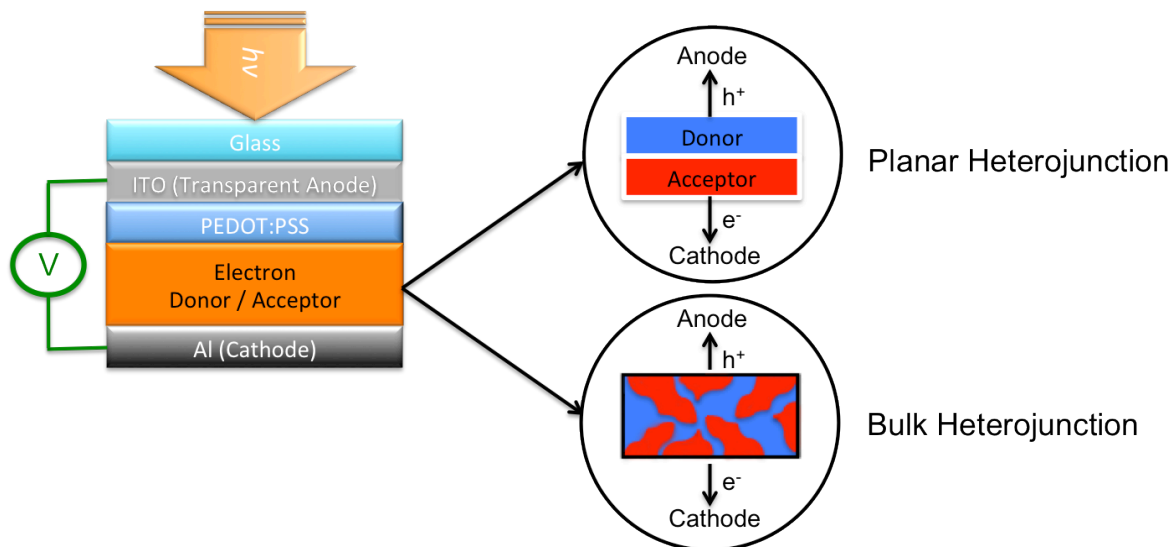 hν
Glass
ITO (Transparent Anode)
PEDOT:PSS
Electron
Donor / Acceptor
Al (Cathode)
V
Anode
h⁺
Donor
Acceptor
e⁻
Cathode
Planar Heterojunction
Anode
h⁺
e⁻
Cathode
Bulk Heterojunction